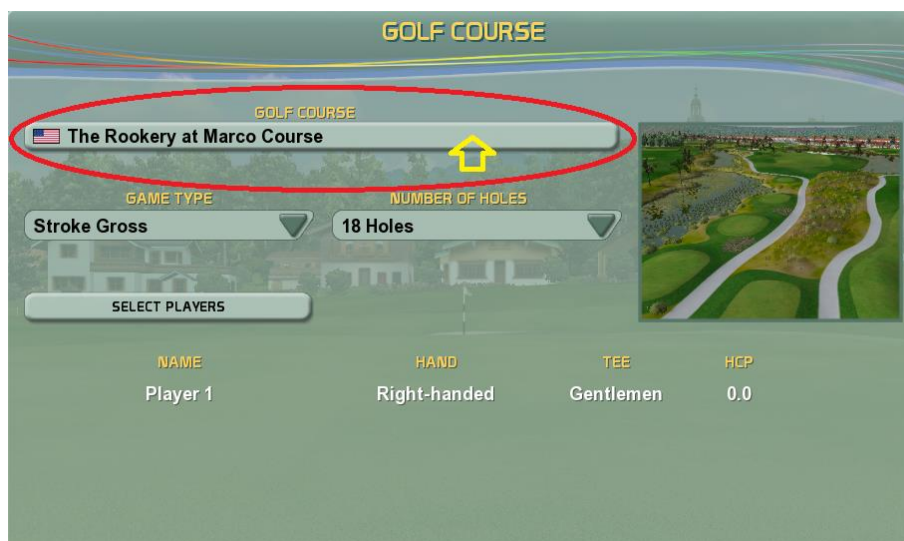 GOLF COURSE
GOLF COURSE
The Rookery at Marco Course
GAME TYPE NUMBER OF HOLES
Stroke Gross 18 Holes
SELECT PLAYERS
NAME HAND TEE HCP
Player 1 Right-handed Gentlemen 0.0